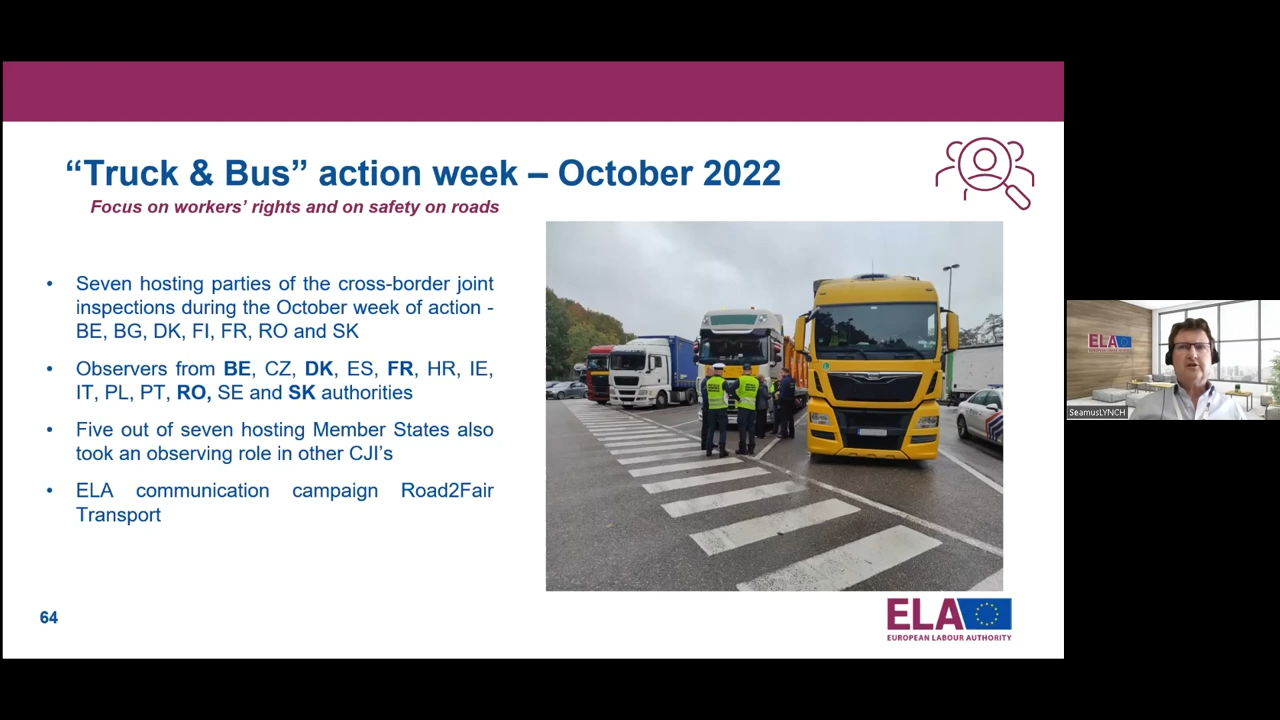 “Truck & Bus” action week – October 2022
Focus on workers’ rights and on safety on roads
• Seven hosting parties of the cross-border joint
inspections during the October week of action -
BE, BG, DK, FI, FR, RO and SK
• Observers from BE, CZ, DK, ES, FR, HR, IE,
IT, PL, PT, RO, SE and SK authorities
• Five out of seven hosting Member States also
took an observing role in other CJI’s
• ELA communication campaign Road2Fair
Transport
64
ELA
EUROPEAN LABOUR AUTHORITY
ELA
EUROPEAN LABOUR AUTHORITY
SeamusLYNCH